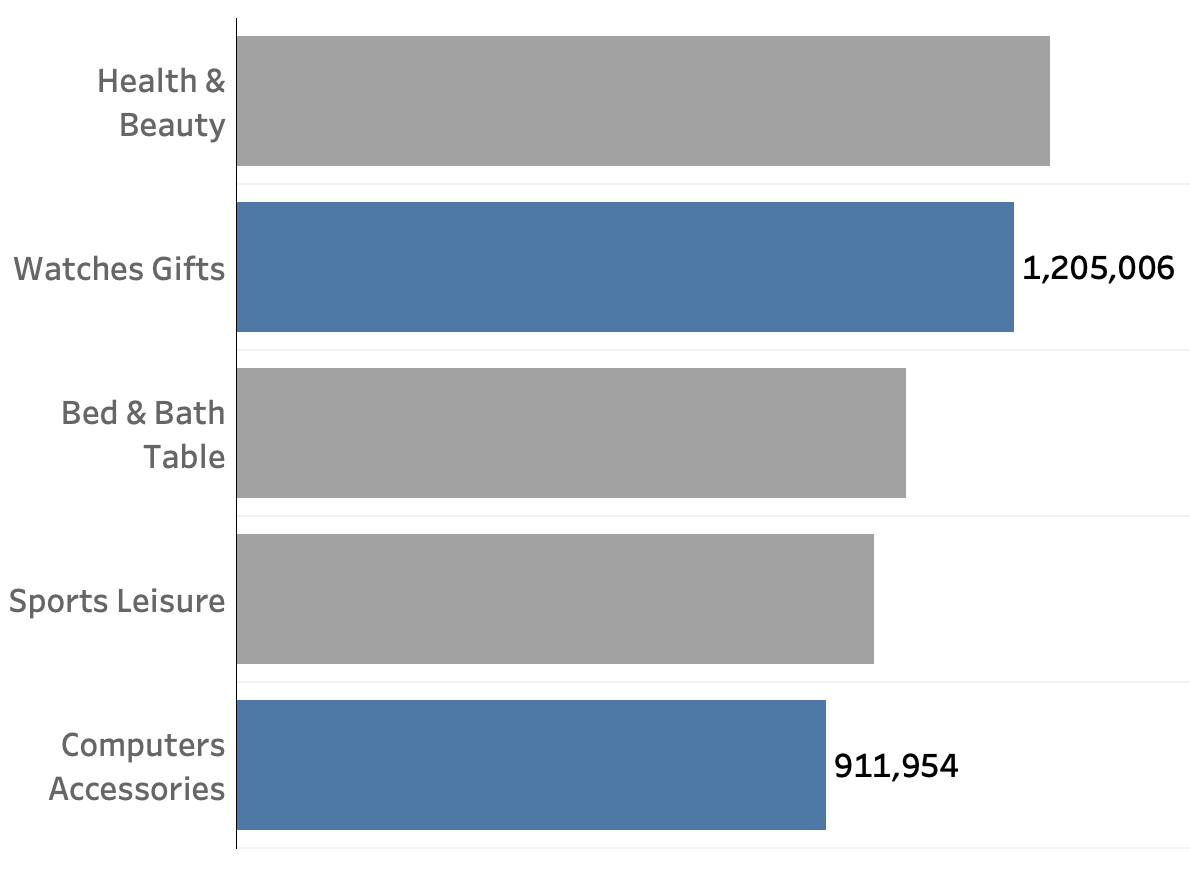 Health &
Beauty
Watches Gifts
1,205,006
Bed & Bath
Table
Sports Leisure
Computers
Accessories
911,954